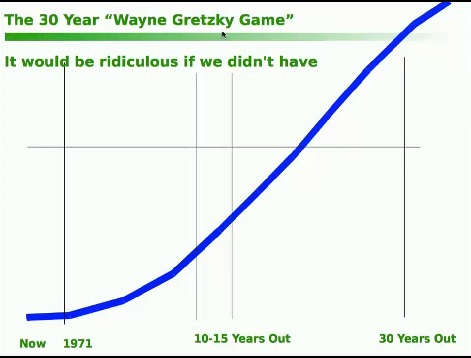 The 30 Year “Wayne Gretzky Game”
It would be ridiculous if we didn't have
Now 1971 10-15 Years Out 30 Years Out